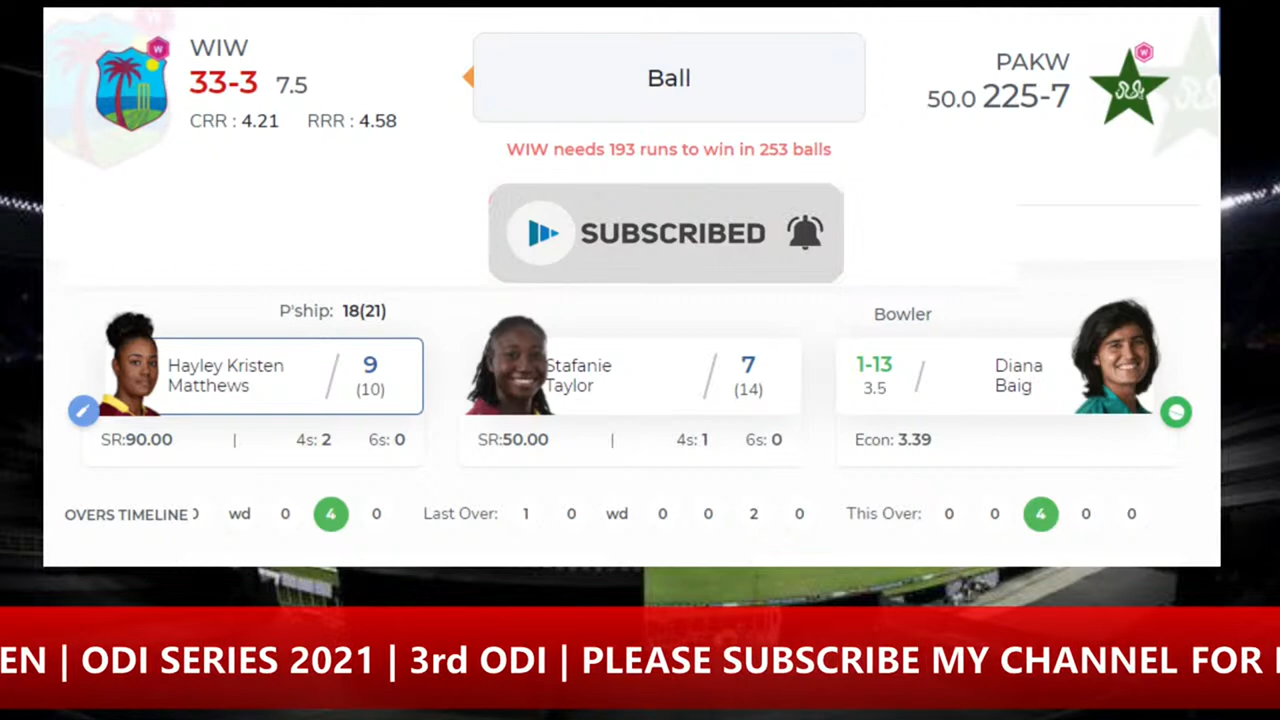 WIW
33-3 7.5
CRR : 4.21 RRR : 4.58
Ball
WIW needs 193 runs to win in 253 balls
PAKW
50.0 225-7
W
W
SUBSCRIBED
P'ship: 18(21)
Bowler
Hayley Kristen
Matthews
9
(10)
SR:90.00 | 4s: 2 6s: 0
Stafanie
Taylor
7
(14)
SR:50.00 | 4s: 1 6s: 0
1-13
3.5
Diana
Baig
Econ: 3.39
OVERS TIMELINE wd 0 4 0 Last Over: 1 0 wd 0 0 2 0 This Over: 0 0 4 0 0
EN | ODI SERIES 2021 | 3rd ODI | PLEASE SUBSCRIBE MY CHANNEL FOR